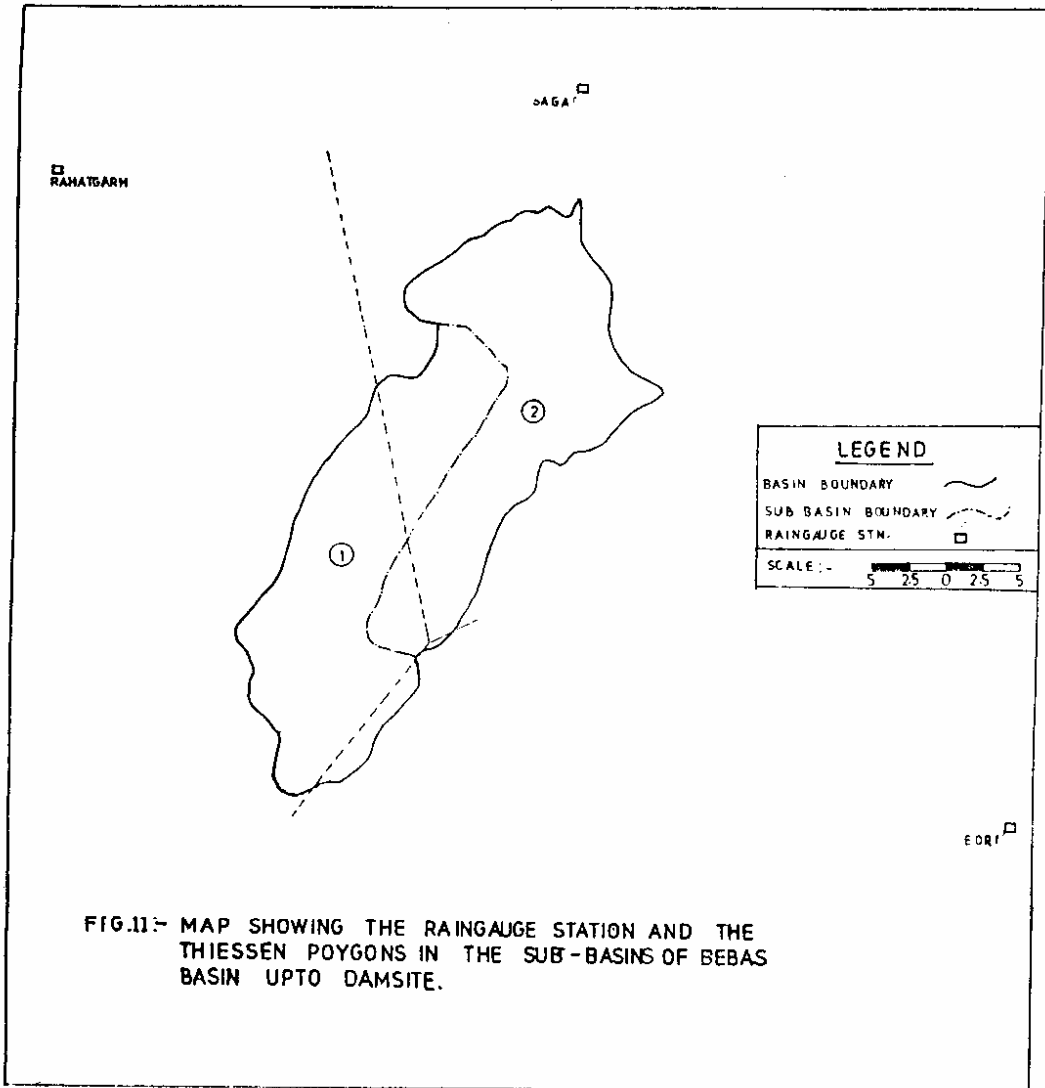 RAHATGARH
①
②
LEGEND
BASIN BOUNDARY
SUB BASIN BOUNDARY
RAINGAUGE STN.
SCALE :-
5 2.5 0 2.5 5
FIG.11:- MAP SHOWING THE RAINGAUGE STATION AND THE
THIESSEN POYGONS IN THE SUB-BASINS OF BEBAS
BASIN UPTO DAMSITE.